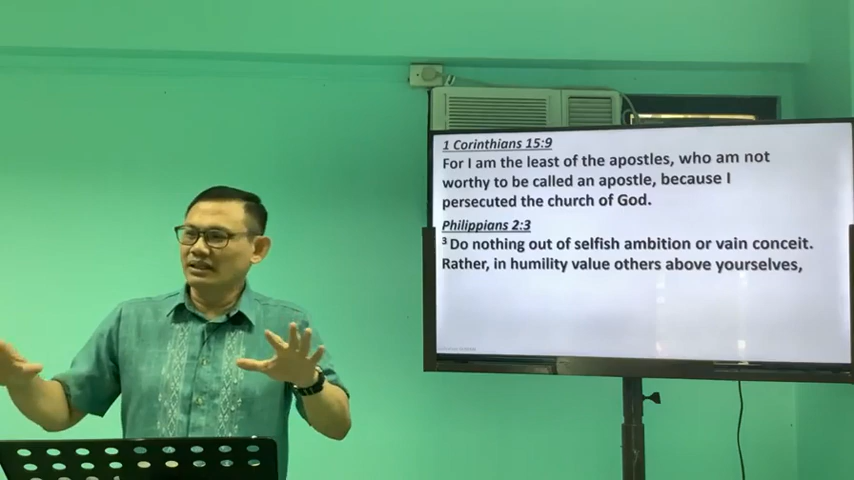 1 Corinthians 15:9
For I am the least of the apostles, who am not
worthy to be called an apostle, because I
persecuted the church of God.
Philippians 2:3
3 Do nothing out of selfish ambition or vain conceit.
Rather, in humility value others above yourselves,